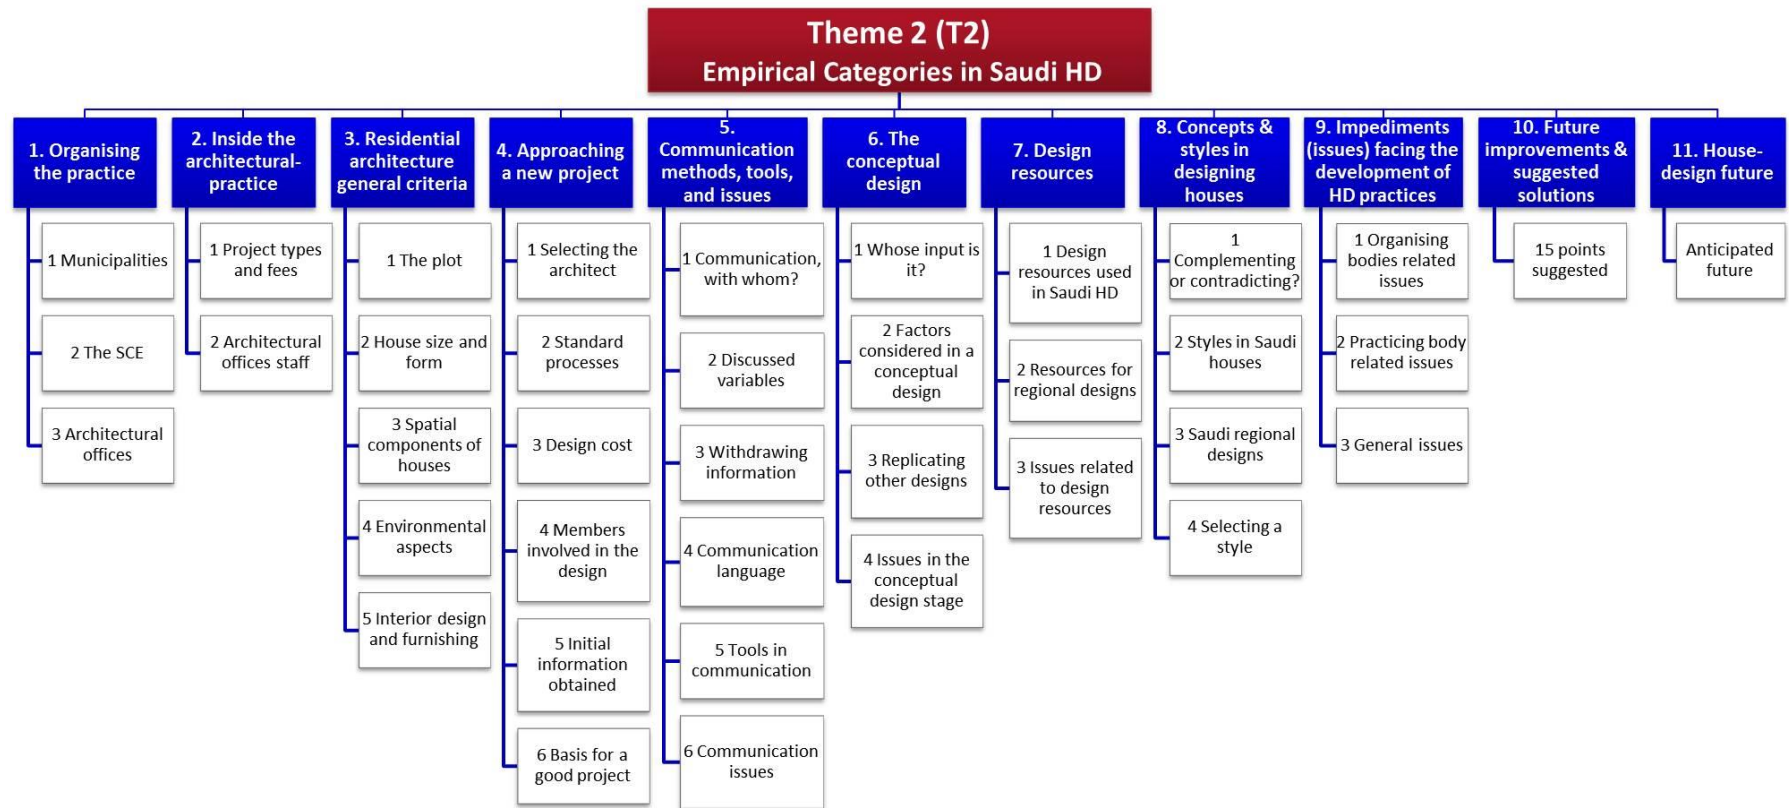 Theme 2 (T2)
Empirical Categories in Saudi HD
1. Organising
the practice
1 Municipalities
2 The SCE
3 Architectural
offices
2. Inside the
architectural-
practice
1 Project types
and fees
2 Architectural
offices staff
3. Residential
architecture
general criteria
1 The plot
2 House size and
form
3 Spatial
components of
houses
4 Environmental
aspects
5 Interior design
and furnishing
4. Approaching
a new project
1 Selecting the
architect
2 Standard
processes
3 Design cost
4 Members
involved in the
design
5 Initial
information
obtained
6 Basis for a
good project
5.
Communication
methods, tools,
and issues
1 Communication,
with whom?
2 Discussed
variables
3 Withdrawing
information
4 Communication
language
5 Tools in
communication
6 Communication
issues
6. The
conceptual
design
1 Whose input is
it?
2 Factors
considered in a
conceptual
design
3 Replicating
other designs
4 Issues in the
conceptual
design stage
7. Design
resources
1 Design
resources used
in Saudi HD
2 Resources for
regional designs
3 Issues related
to design
resources
8. Concepts &
styles in
designing
houses
1
Complementing
or contradicting?
2 Styles in Saudi
houses
3 Saudi regional
designs
4 Selecting a
style
9. Impediments
(issues) facing the
development of
HD practices
1 Organising
bodies related
issues
2 Practicing body
related issues
3 General issues
10. Future
improvements &
suggested
solutions
15 points
suggested
11. House-
design future
Anticipated
future